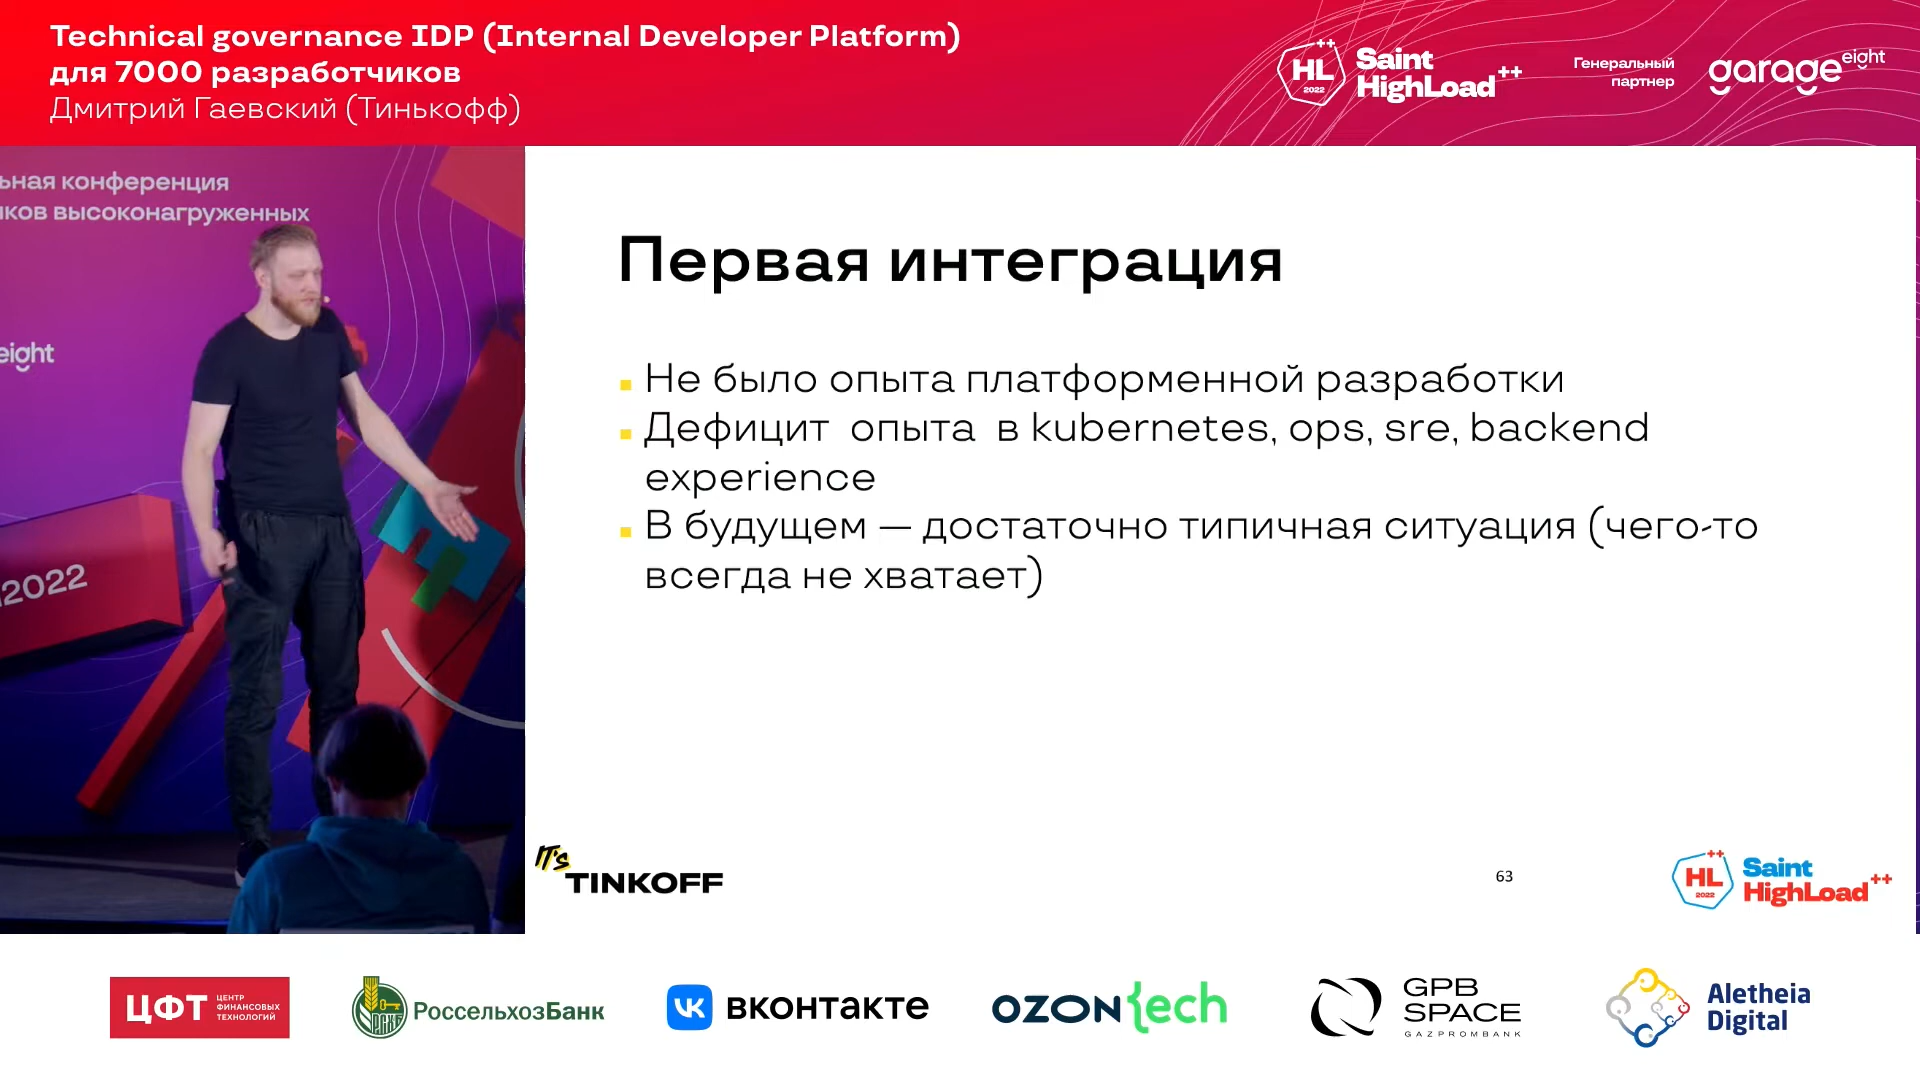 Technical governance IDP (Internal Developer Platform)
для 7000 разработчиков
Дмитрий Гаевский (Тинькофф)
HL++
2022
Saint
HighLoad++
Генеральный
партнер
garage eight
ьная конференция
ков высоконагруженных
eight
2022
Первая интеграция
Не было опыта платформенной разработки
Дефицит опыта в kubernetes, ops, sre, backend
experience
В будущем — достаточно типичная ситуация (чего-то
всегда не хватает)
IT's
TINKOFF
63
HL++
2022
Saint
HighLoad++
ЦФТ
ЦЕНТР
ФИНАНСОВЫХ
ТЕХНОЛОГИЙ
РСХБ
РоссельхозБанк
вконтакте
OZON{ech
GPB
SPACE
GAZPROMBANK
Aletheia
Digital